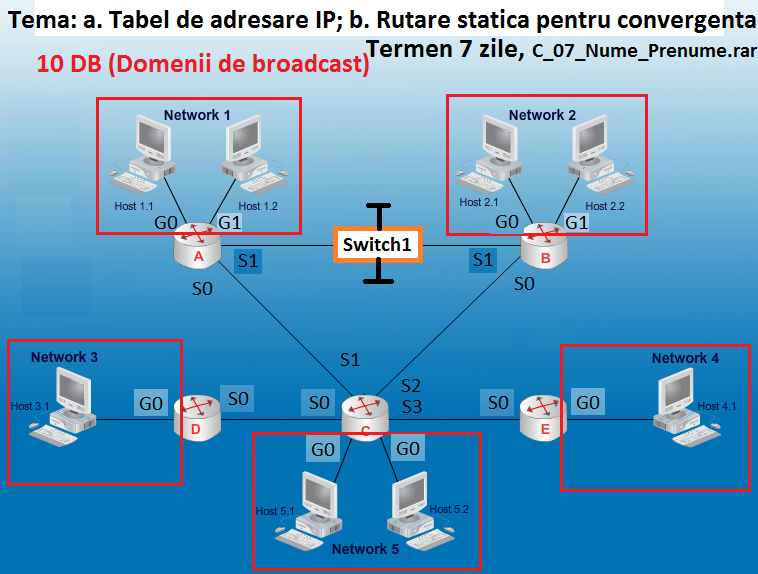 Tema: a. Tabel de adresare IP; b. Rutare statica pentru convergenta
Termen 7 zile, C_07_Nume_Prenume.rar
10 DB (Domenii de broadcast)
Network 1
Network 2
Host 1.1
Host 1.2
Host 2.1
Host 2.2
G0
G1
G0
G1
A
S1
Switch1
S1
B
S0
S0
Network 3
Network 4
S1
S2
Host 3.1
G0
S0
S0
S3
S0
G0
Host 4.1
D
C
E
G0
G0
Host 5.1
Host 5.2
Network 5